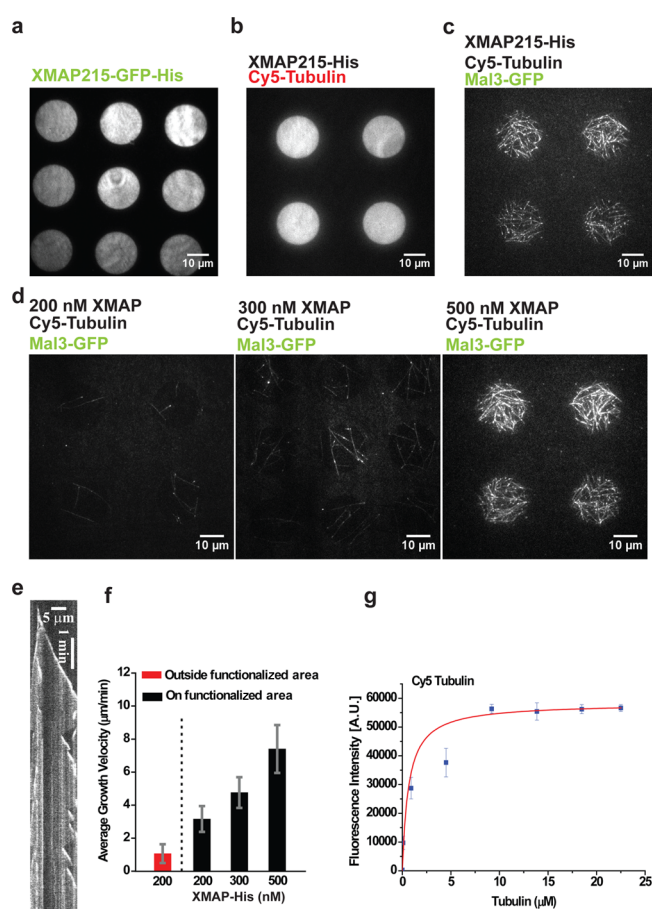 a
XMAP215-GFP-His
10 µm
b
XMAP215-His
Cy5-Tubulin
10 µm
c
XMAP215-His
Cy5-Tubulin
Mal3-GFP
10 µm
d
200 nM XMAP
Cy5-Tubulin
Mal3-GFP
10 µm
300 nM XMAP
Cy5-Tubulin
Mal3-GFP
10 µm
500 nM XMAP
Cy5-Tubulin
Mal3-GFP
10 µm
e
5 µm
1 min
f
Outside functionalized area
On functionalized area
Average Growth Velocity (µm/min)
12
10
8
6
4
2
0
200
200
300
500
XMAP-His (nM)
g
Cy5 Tubulin
Fluorescence Intensity [A.U.]
60000
50000
40000
30000
20000
10000
0
0
5
10
15
20
25
Tubulin (µM)